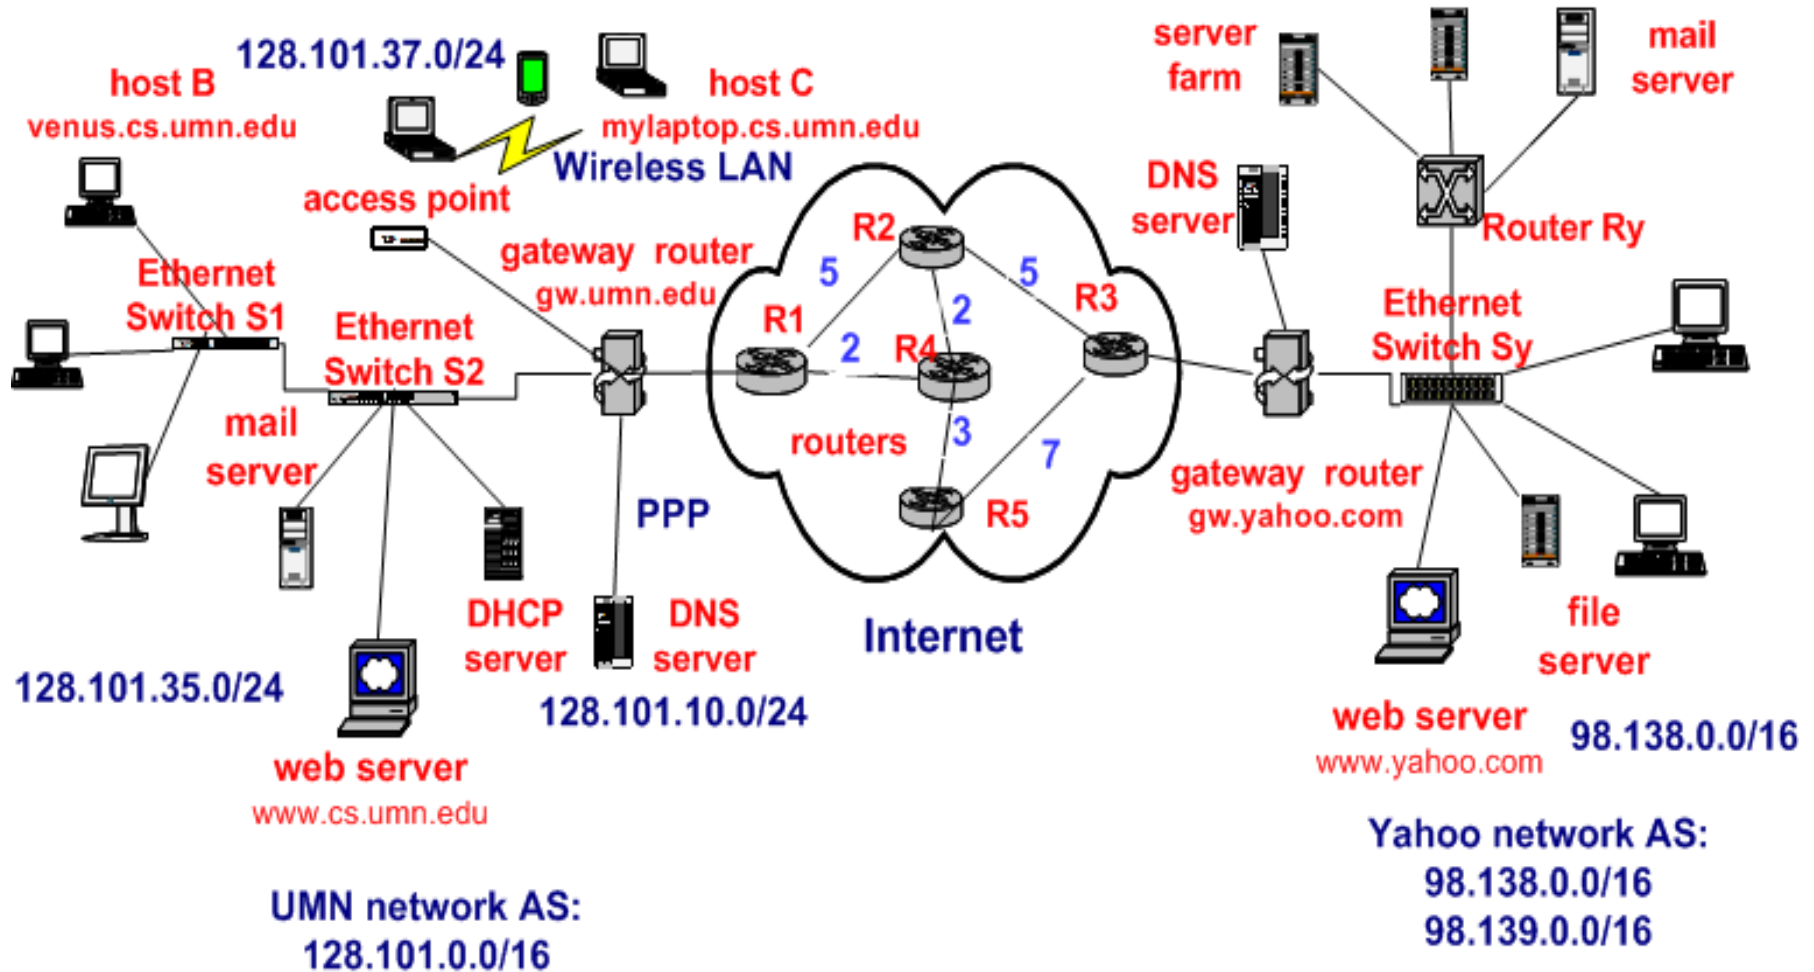 128.101.37.0/24
host B
venus.cs.umn.edu
host C
mylaptop.cs.umn.edu
Wireless LAN
access point
gateway router
gw.umn.edu
Ethernet
Switch S1
Ethernet
Switch S2
mail
server
DHCP
server
PPP
DNS
server
128.101.35.0/24
128.101.10.0/24
web server
www.cs.umn.edu
UMN network AS:
128.101.0.0/16
R1
R2
R3
R4
R5
5
5
2
2
3
7
routers
Internet
server
farm
mail
server
DNS
server
Router Ry
Ethernet
Switch Sy
gateway router
gw.yahoo.com
file
server
web server
www.yahoo.com
98.138.0.0/16
Yahoo network AS:
98.138.0.0/16
98.139.0.0/16